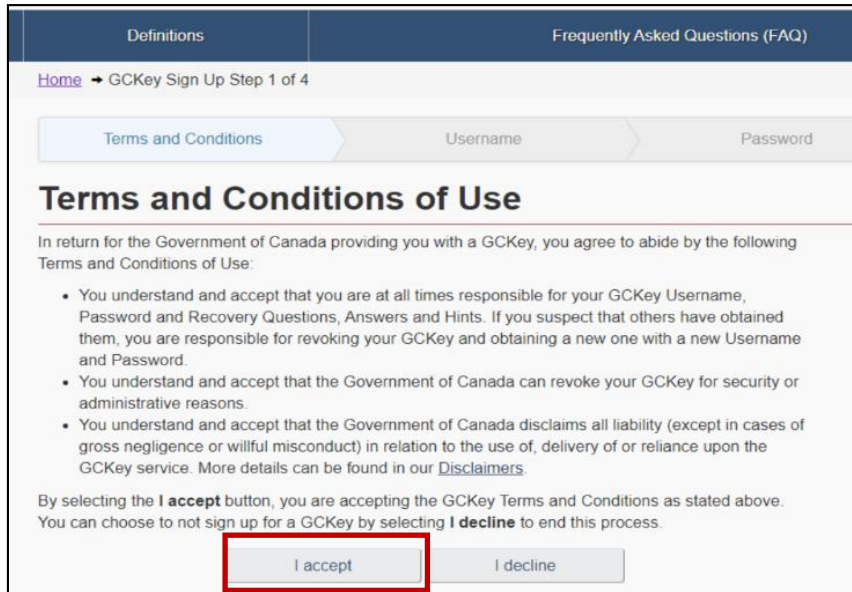 Definitions
Frequently Asked Questions (FAQ)
Home → GCKey Sign Up Step 1 of 4
Terms and Conditions
Username
Password
Terms and Conditions of Use
In return for the Government of Canada providing you with a GCKey, you agree to abide by the following
Terms and Conditions of Use:
• You understand and accept that you are at all times responsible for your GCKey Username,
Password and Recovery Questions, Answers and Hints. If you suspect that others have obtained
them, you are responsible for revoking your GCKey and obtaining a new one with a new Username
and Password.
• You understand and accept that the Government of Canada can revoke your GCKey for security or
administrative reasons.
• You understand and accept that the Government of Canada disclaims all liability (except in cases of
gross negligence or willful misconduct) in relation to the use of, delivery of or reliance upon the
GCKey service. More details can be found in our Disclaimers.
By selecting the I accept button, you are accepting the GCKey Terms and Conditions as stated above.
You can choose to not sign up for a GCKey by selecting I decline to end this process.
I accept
I decline